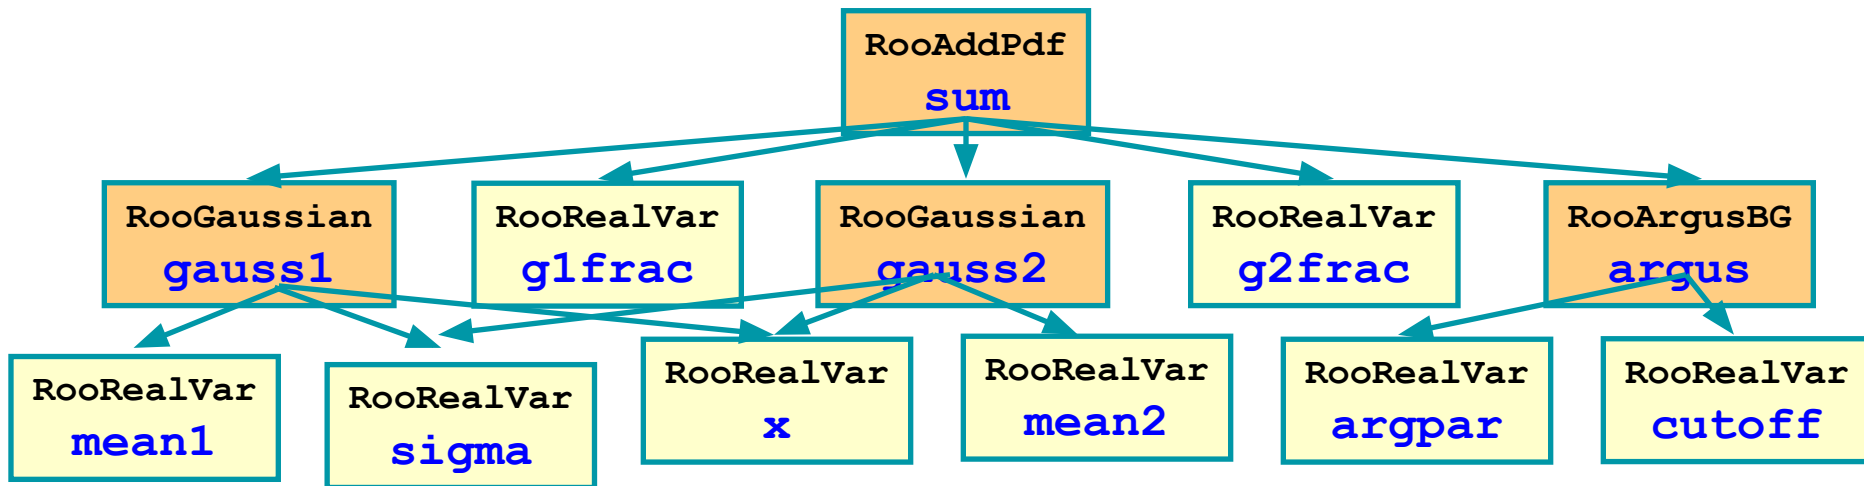 RooAddPdf
sum
RooGaussian
gauss1
RooRealVar
g1frac
RooGaussian
gauss2
RooRealVar
g2frac
RooArgusBG
argus
RooRealVar
mean1
RooRealVar
sigma
RooRealVar
x
RooRealVar
mean2
RooRealVar
argpar
RooRealVar
cutoff